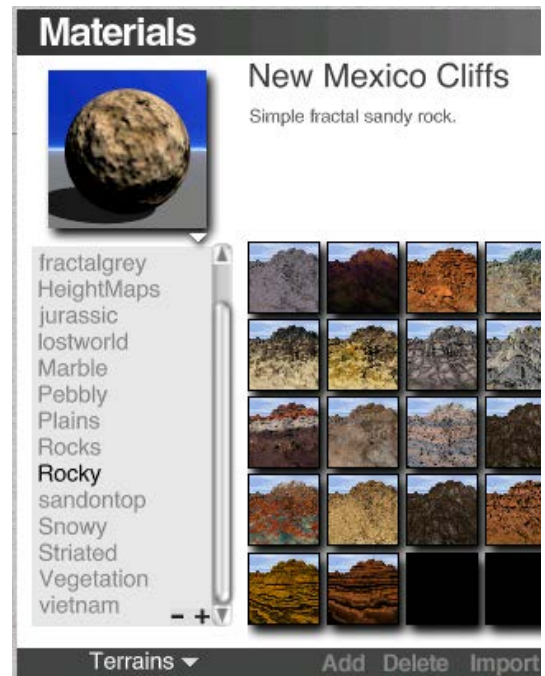 Materials
New Mexico Cliffs
Simple fractal sandy rock.
fractalgrey
HeightMaps
jurassic
lostworld
Marble
Pebbly
Plains
Rocks
Rocky
sandontop
Snowy
Striated
Vegetation
vietnam
- +
Terrains
Add Delete Import